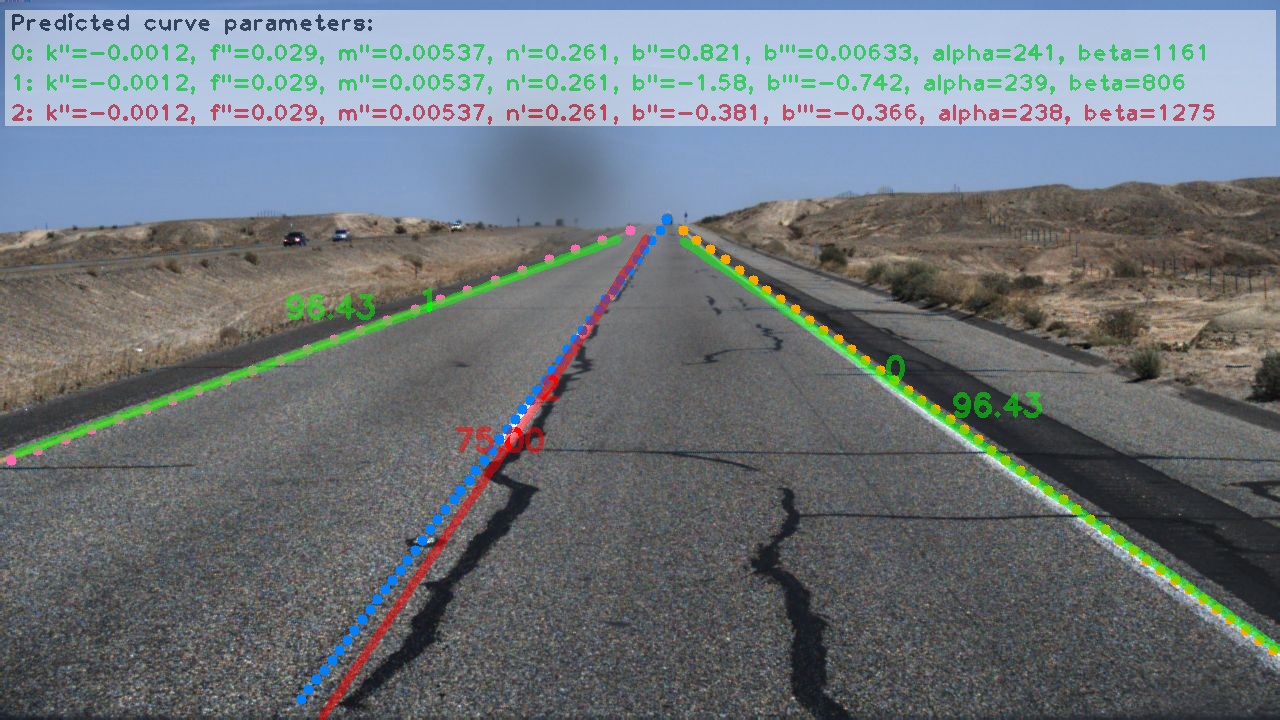 Predicted curve parameters:
0: k''=-0.0012, f''=0.029, m''=0.00537, n'=0.261, b''=0.821, b'''=0.00633, alpha=241, beta=1161
1: k''=-0.0012, f''=0.029, m''=0.00537, n'=0.261, b''=-1.58, b'''=-0.742, alpha=239, beta=806
2: k''=-0.0012, f''=0.029, m''=0.00537, n'=0.261, b''=-0.381, b'''=-0.366, alpha=238, beta=1275
96.43 1
0
2
96.43
75.00